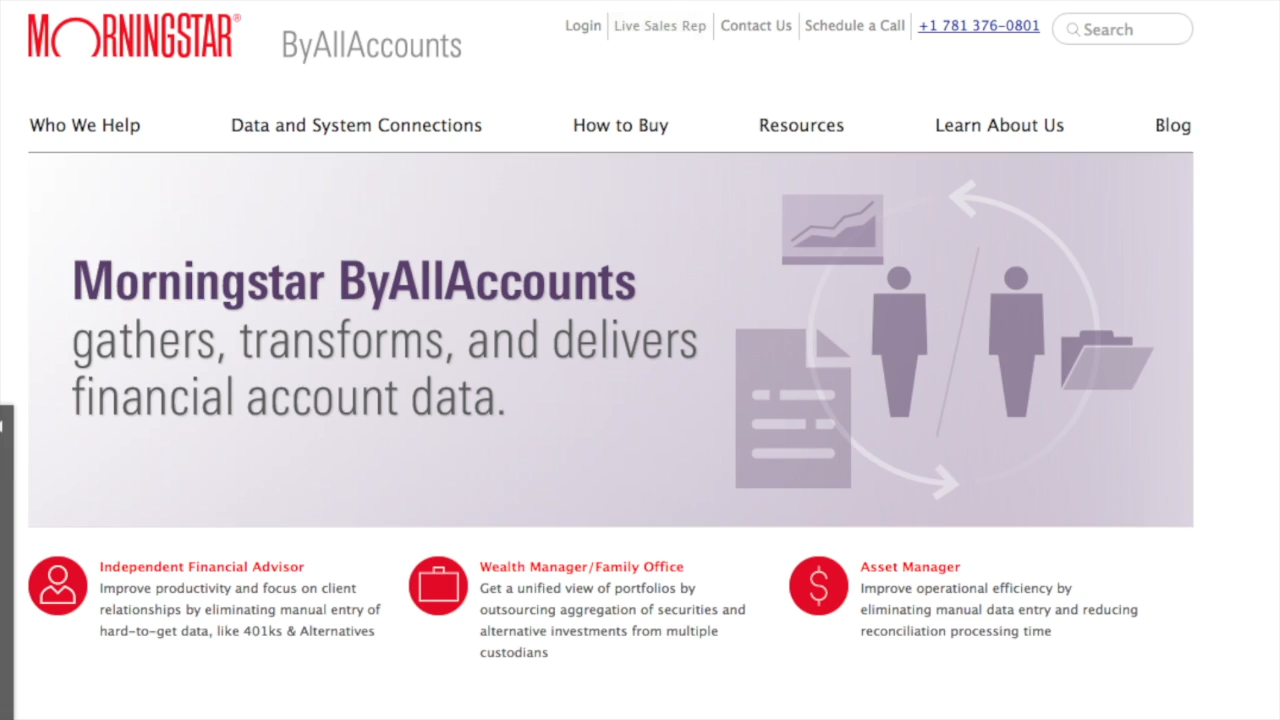 MORNINGSTAR® ByAllAccounts
Login Live Sales Rep Contact Us Schedule a Call +1 781 376-0801 Search
Who We Help Data and System Connections How to Buy Resources Learn About Us Blog
Morningstar ByAllAccounts
gathers, transforms, and delivers
financial account data.
Independent Financial Advisor
Improve productivity and focus on client
relationships by eliminating manual entry of
hard-to-get data, like 401ks & Alternatives
Wealth Manager/Family Office
Get a unified view of portfolios by
outsourcing aggregation of securities and
alternative investments from multiple
custodians
Asset Manager
Improve operational efficiency by
eliminating manual data entry and reducing
reconciliation processing time